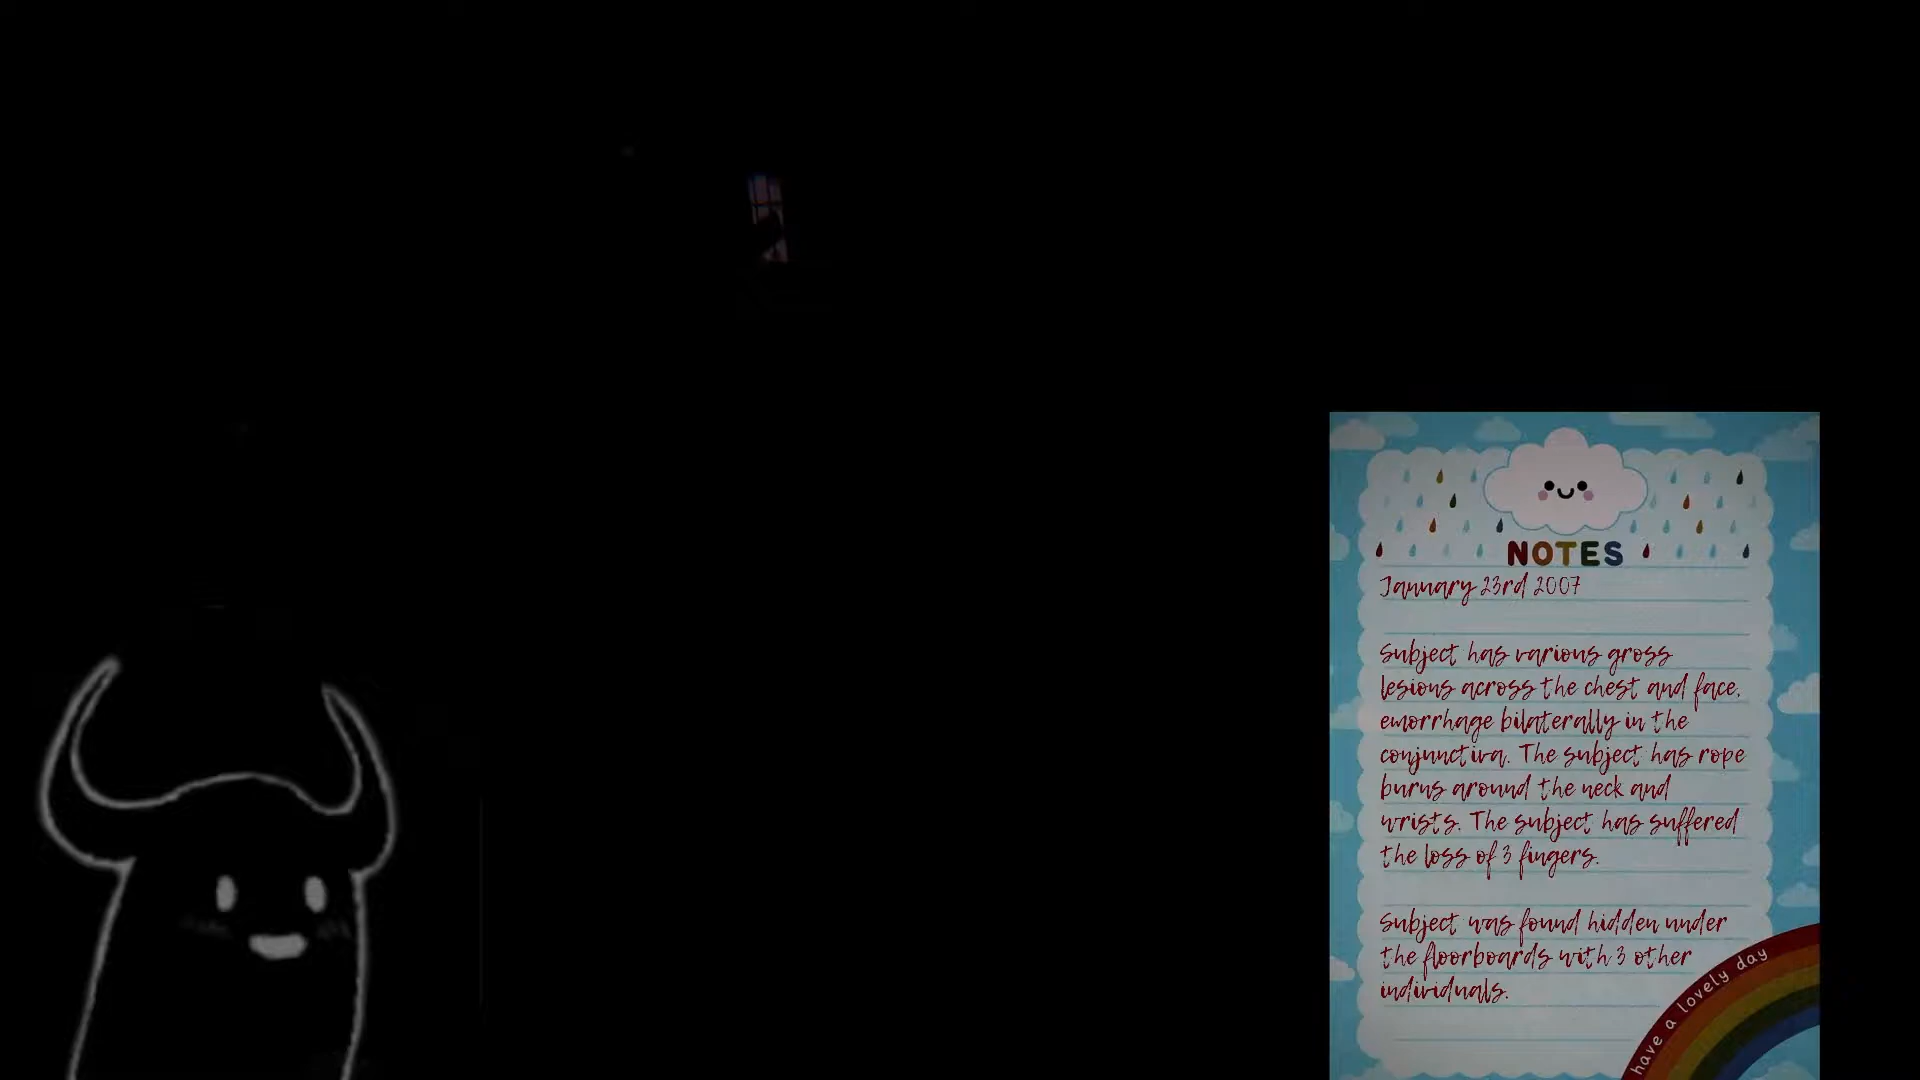 NOTES
January 23rd 2007
Subject has various gross
lesions across the chest and face,
emorrhage bilaterally in the
conjunctiva. The subject has rope
burns around the neck and
wrists. The subject has suffered
the loss of 3 fingers.
Subject was found hidden under
the floorboards with 3 other
individuals.
have a lovely day